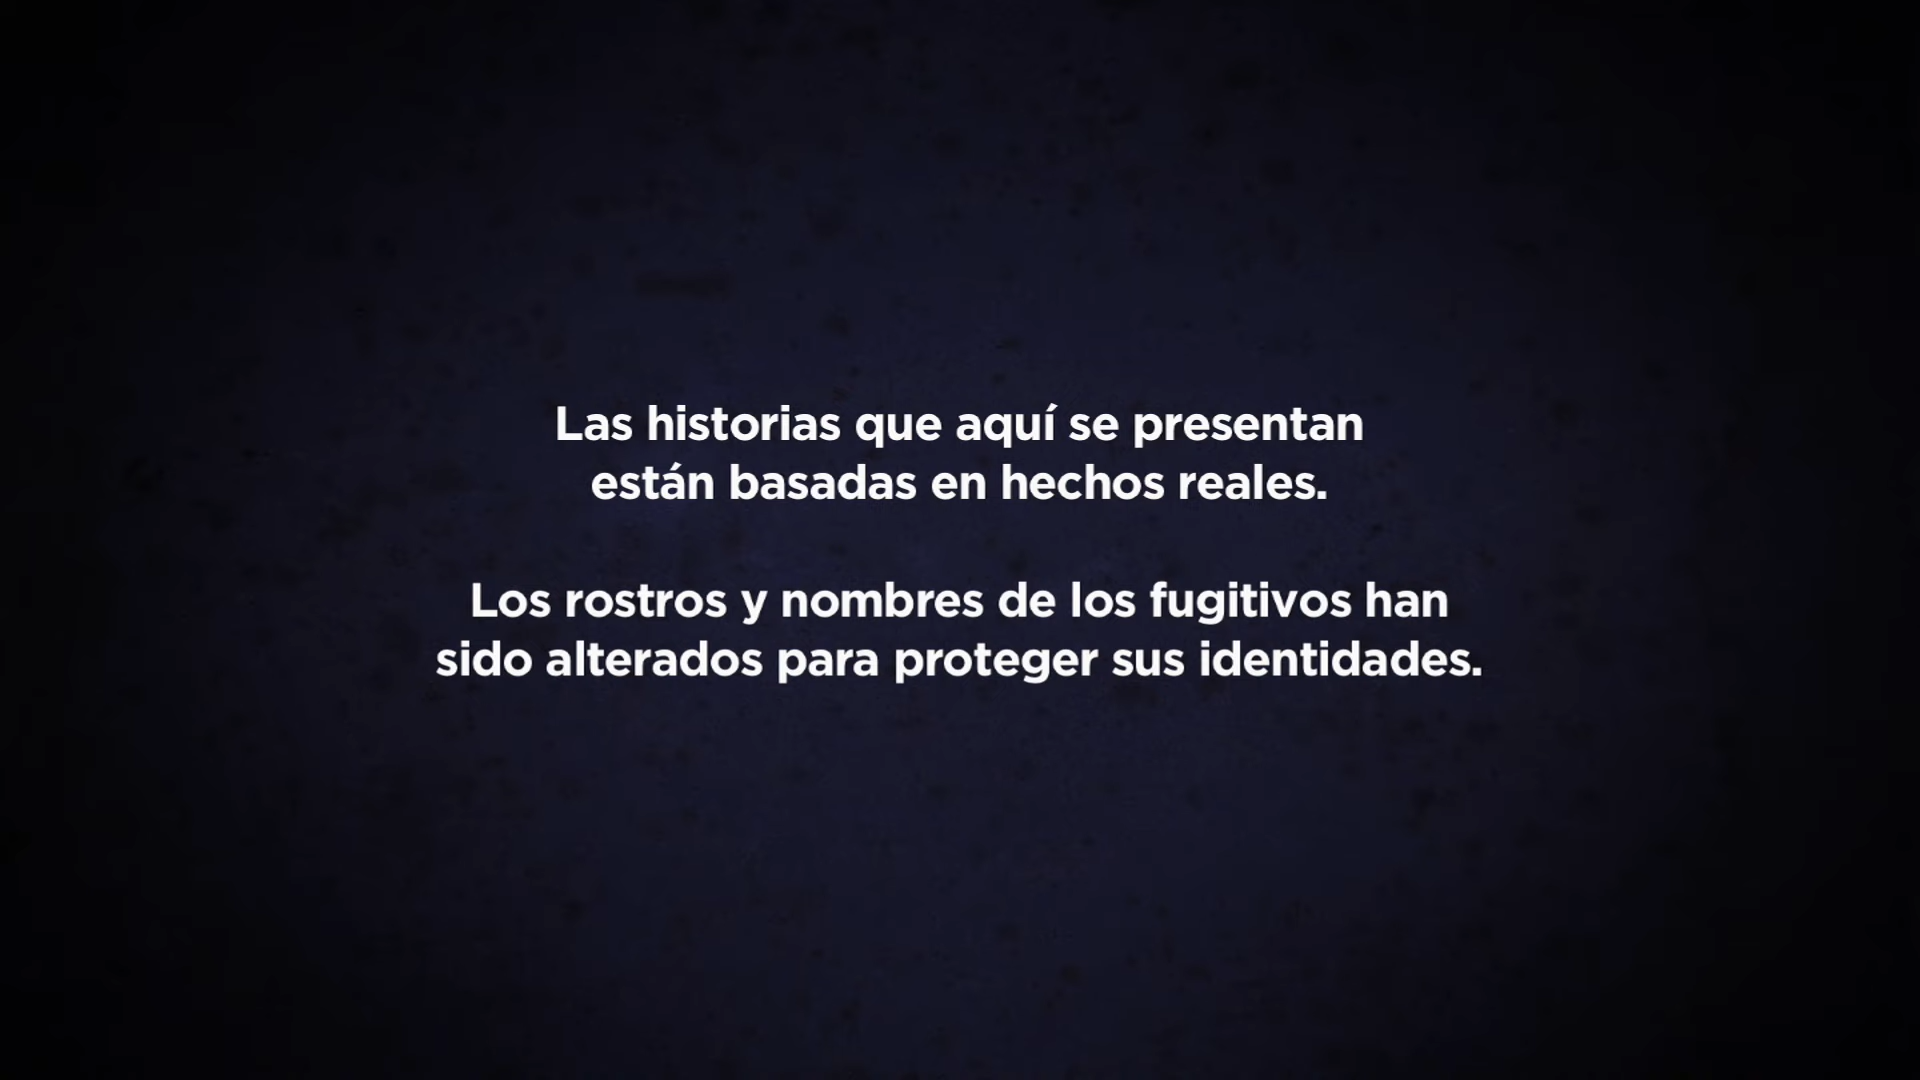 Las historias que aquí se presentan
están basadas en hechos reales.
Los rostros y nombres de los fugitivos han
sido alterados para proteger sus identidades.